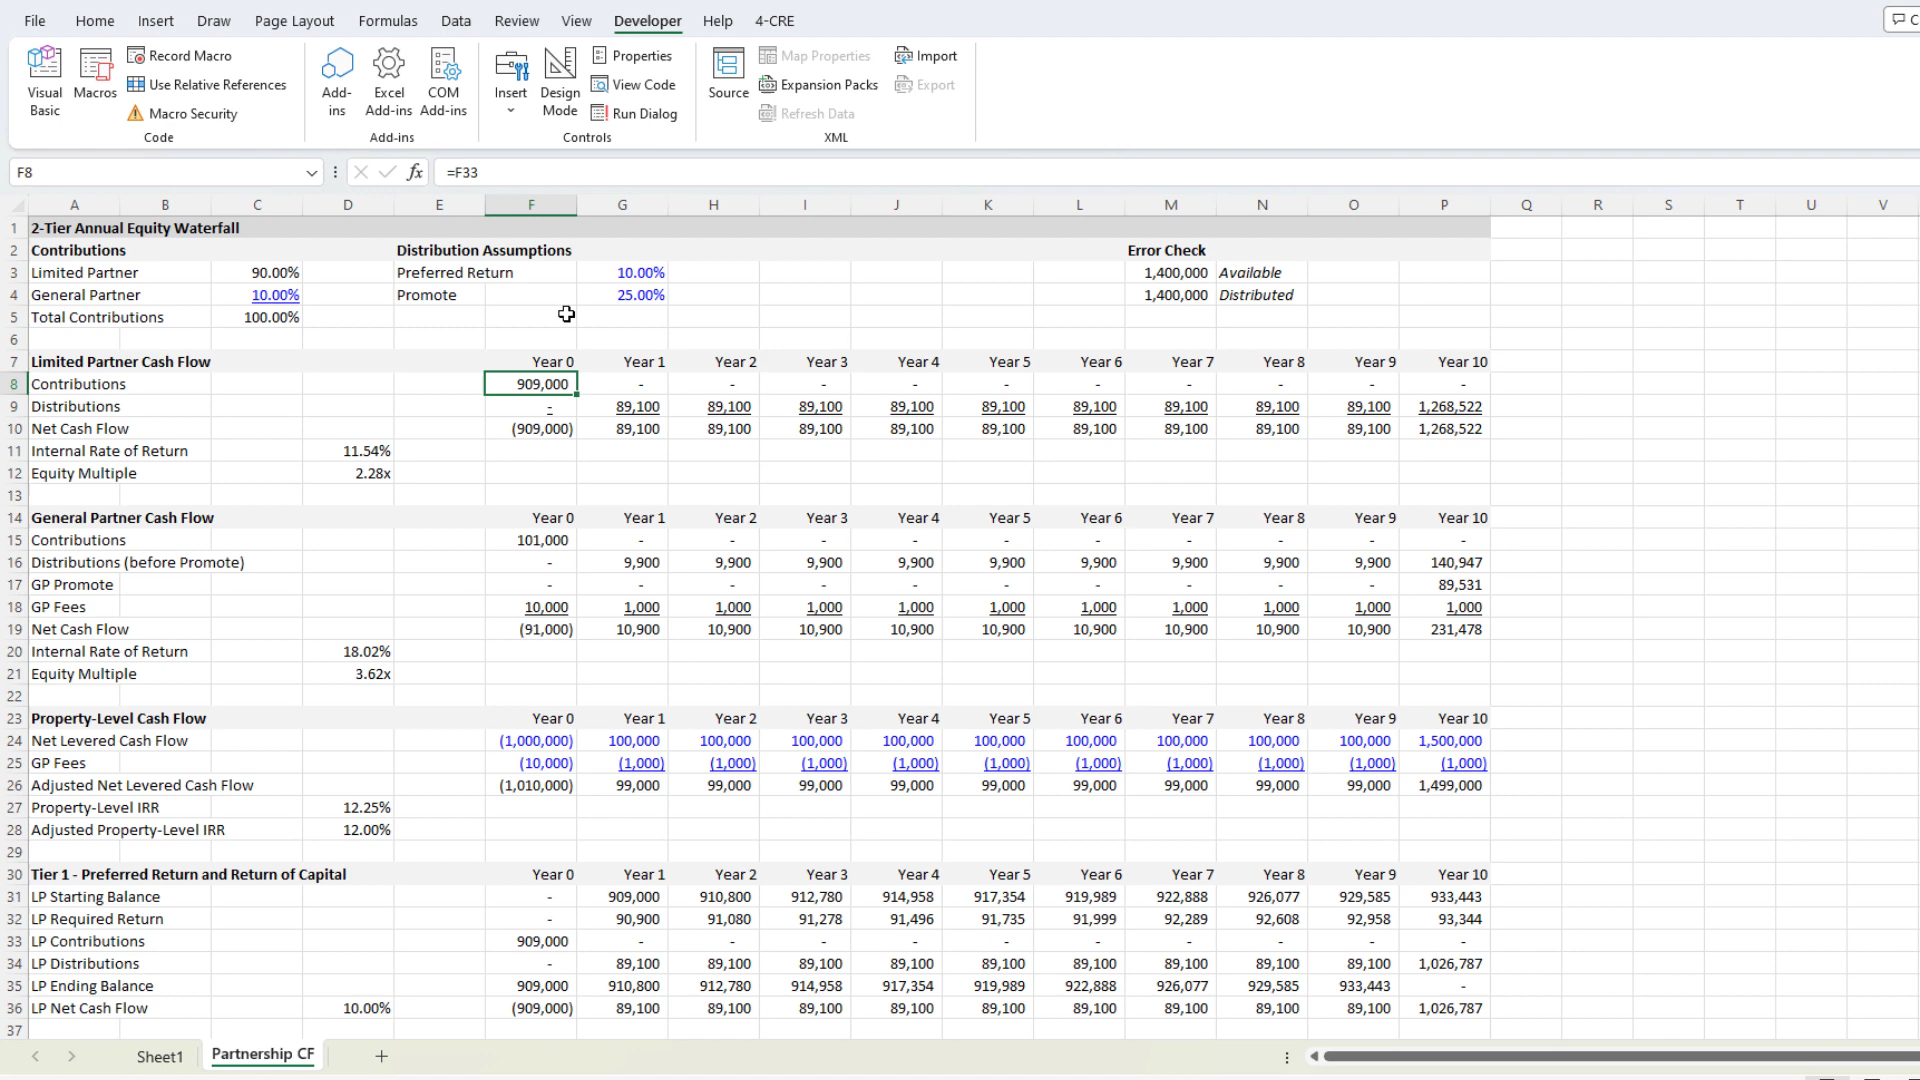 File Home Insert Draw Page Layout Formulas Data Review View Developer Help 4-CRE
Visual Basic Macros Record Macro Use Relative References Macro Security Code
Add-ins Excel Add-ins COM Add-ins Add-ins
Insert Design Mode Properties View Code Run Dialog Controls
Source Map Properties Expansion Packs Refresh Data Import Export XML
F8 fx =F33
A B C D E F G H I J K L M N O P Q R S T U V
1 2-Tier Annual Equity Waterfall
2 Contributions Distribution Assumptions Error Check
3 Limited Partner 90.00% Preferred Return 10.00% 1,400,000 Available
4 General Partner 10.00% Promote 25.00% 1,400,000 Distributed
5 Total Contributions 100.00%
6
7 Limited Partner Cash Flow Year 0 Year 1 Year 2 Year 3 Year 4 Year 5 Year 6 Year 7 Year 8 Year 9 Year 10
8 Contributions 909,000 - - - - - - - - - -
9 Distributions - 89,100 89,100 89,100 89,100 89,100 89,100 89,100 89,100 89,100 1,268,522
10 Net Cash Flow (909,000) 89,100 89,100 89,100 89,100 89,100 89,100 89,100 89,100 89,100 1,268,522
11 Internal Rate of Return 11.54%
12 Equity Multiple 2.28x
13
14 General Partner Cash Flow Year 0 Year 1 Year 2 Year 3 Year 4 Year 5 Year 6 Year 7 Year 8 Year 9 Year 10
15 Contributions 101,000 - - - - - - - - - -
16 Distributions (before Promote) - 9,900 9,900 9,900 9,900 9,900 9,900 9,900 9,900 9,900 140,947
17 GP Promote - - - - - - - - - - 89,531
18 GP Fees 10,000 1,000 1,000 1,000 1,000 1,000 1,000 1,000 1,000 1,000 1,000
19 Net Cash Flow (91,000) 10,900 10,900 10,900 10,900 10,900 10,900 10,900 10,900 10,900 231,478
20 Internal Rate of Return 18.02%
21 Equity Multiple 3.62x
22
23 Property-Level Cash Flow Year 0 Year 1 Year 2 Year 3 Year 4 Year 5 Year 6 Year 7 Year 8 Year 9 Year 10
24 Net Levered Cash Flow (1,000,000) 100,000 100,000 100,000 100,000 100,000 100,000 100,000 100,000 100,000 1,500,000
25 GP Fees (10,000) (1,000) (1,000) (1,000) (1,000) (1,000) (1,000) (1,000) (1,000) (1,000) (1,000)
26 Adjusted Net Levered Cash Flow (1,010,000) 99,000 99,000 99,000 99,000 99,000 99,000 99,000 99,000 99,000 1,499,000
27 Property-Level IRR 12.25%
28 Adjusted Property-Level IRR 12.00%
29
30 Tier 1 - Preferred Return and Return of Capital Year 0 Year 1 Year 2 Year 3 Year 4 Year 5 Year 6 Year 7 Year 8 Year 9 Year 10
31 LP Starting Balance - 909,000 910,800 912,780 914,958 917,354 919,989 922,888 926,077 929,585 933,443
32 LP Required Return - 90,900 91,080 91,278 91,496 91,735 91,999 92,289 92,608 92,958 93,344
33 LP Contributions 909,000 - - - - - - - - - -
34 LP Distributions - 89,100 89,100 89,100 89,100 89,100 89,100 89,100 89,100 89,100 1,026,787
35 LP Ending Balance 909,000 910,800 912,780 914,958 917,354 919,989 922,888 926,077 929,585 933,443 -
36 LP Net Cash Flow 10.00% (909,000) 89,100 89,100 89,100 89,100 89,100 89,100 89,100 89,100 89,100 1,026,787
37
Sheet1 Partnership CF